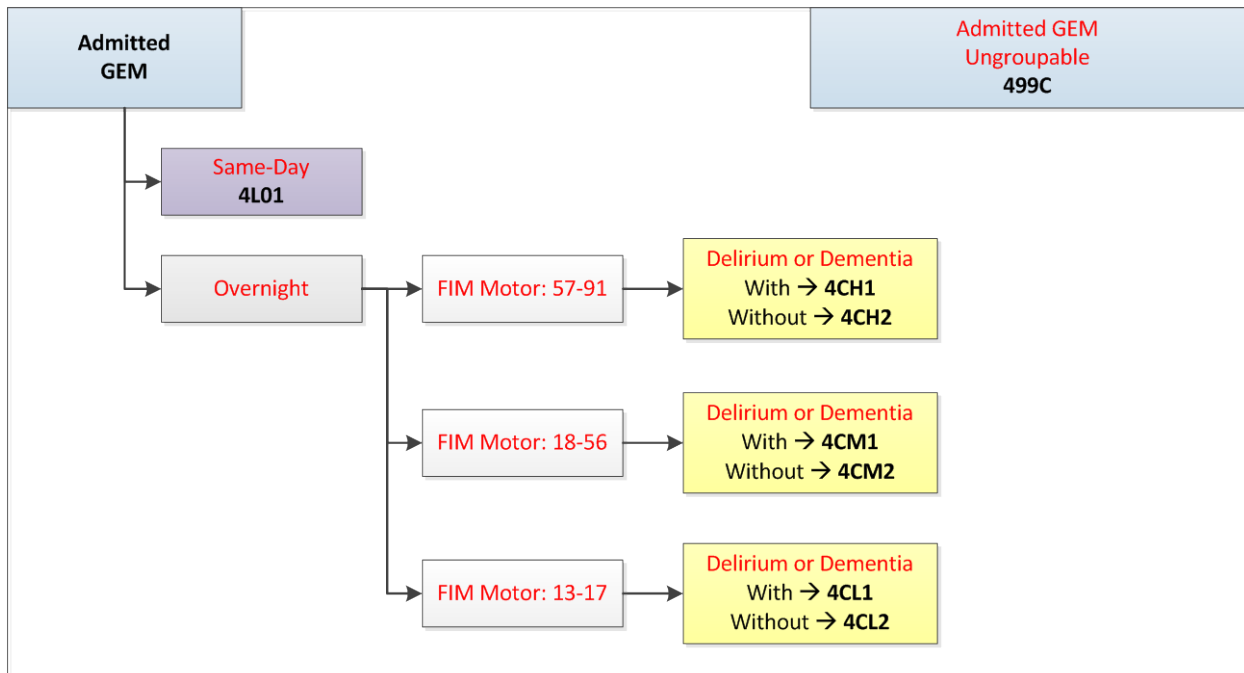 Admitted
GEM
Admitted GEM
Ungroupable
499C
Same-Day
4L01
Overnight
FIM Motor: 57-91
Delirium or Dementia
With → 4CH1
Without → 4CH2
FIM Motor: 18-56
Delirium or Dementia
With → 4CM1
Without → 4CM2
FIM Motor: 13-17
Delirium or Dementia
With → 4CL1
Without → 4CL2